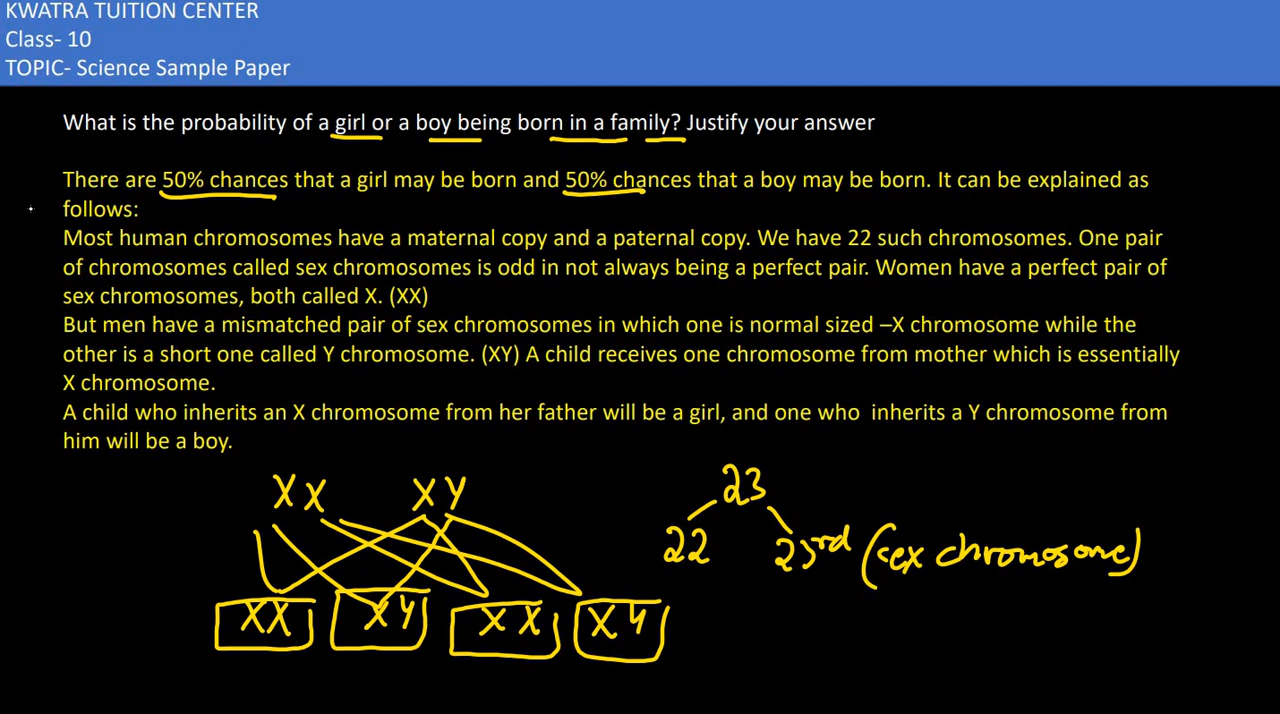 KWATRA TUITION CENTER
Class- 10
TOPIC- Science Sample Paper
What is the probability of a girl or a boy being born in a family? Justify your answer
There are 50% chances that a girl may be born and 50% chances that a boy may be born. It can be explained as
follows:
Most human chromosomes have a maternal copy and a paternal copy. We have 22 such chromosomes. One pair
of chromosomes called sex chromosomes is odd in not always being a perfect pair. Women have a perfect pair of
sex chromosomes, both called X. (XX)
But men have a mismatched pair of sex chromosomes in which one is normal sized –X chromosome while the
other is a short one called Y chromosome. (XY) A child receives one chromosome from mother which is essentially
X chromosome.
A child who inherits an X chromosome from her father will be a girl, and one who inherits a Y chromosome from
him will be a boy.
XX XY 23
22 23rd (sex chromosome)
XX XY XX XY